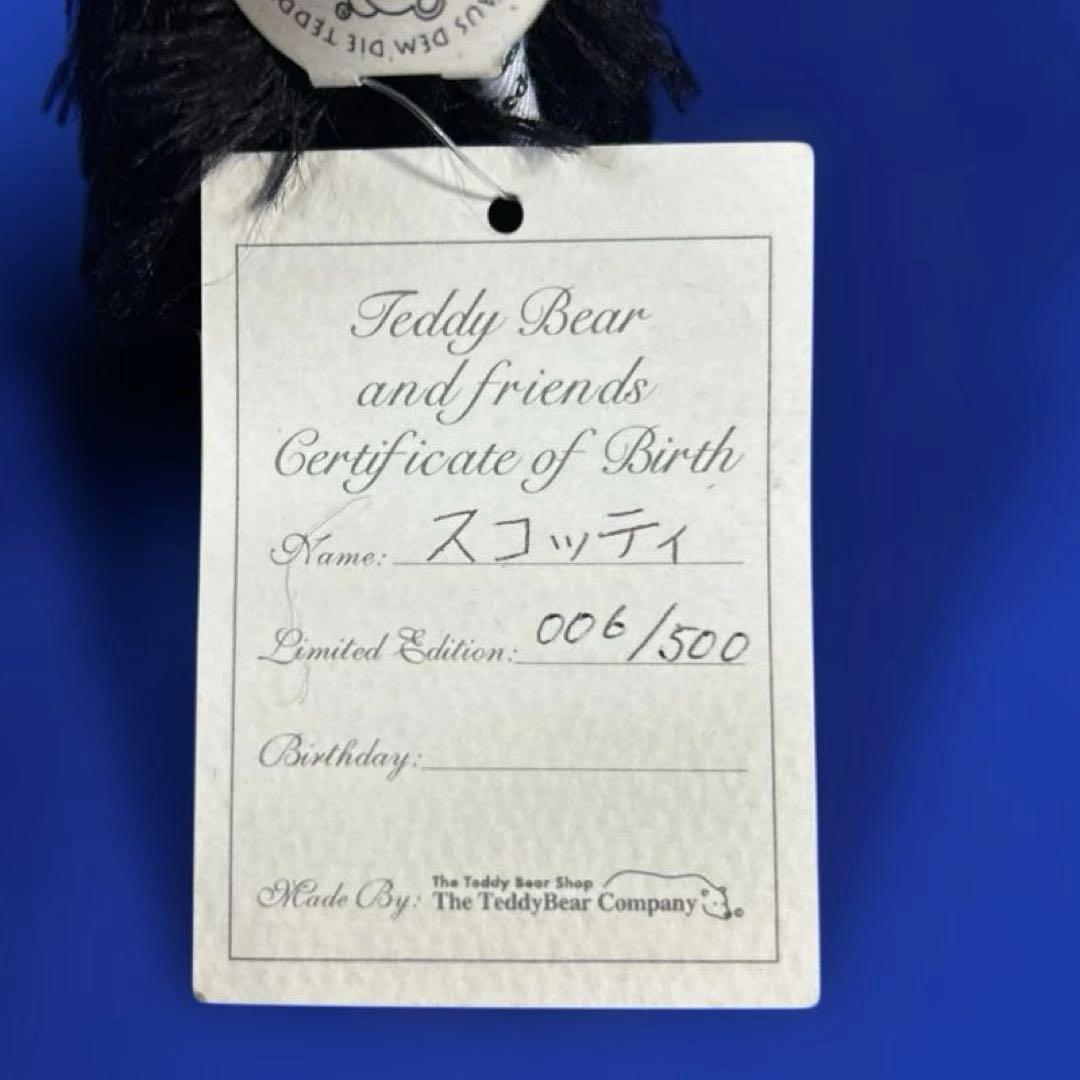 AUS DEM DIE TEDD
Teddy Bear
and friends
Certificate of Birth
Name: スコッティ
Limited Edition: 006/500
Birthday:
Made By: The Teddy Bear Shop
The TeddyBear Company